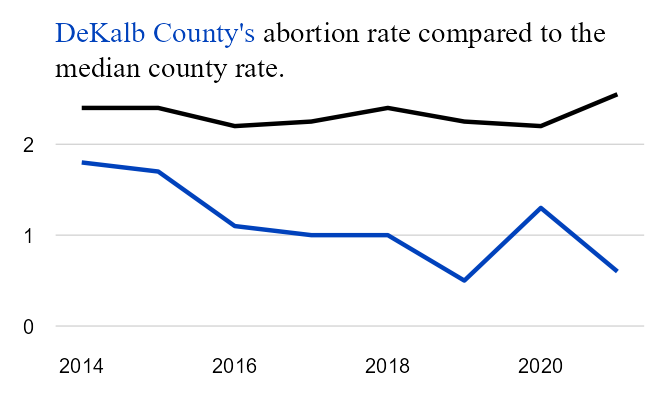 DeKalb County's abortion rate compared to the
median county rate.
2
1
0
2014 2016 2018 2020